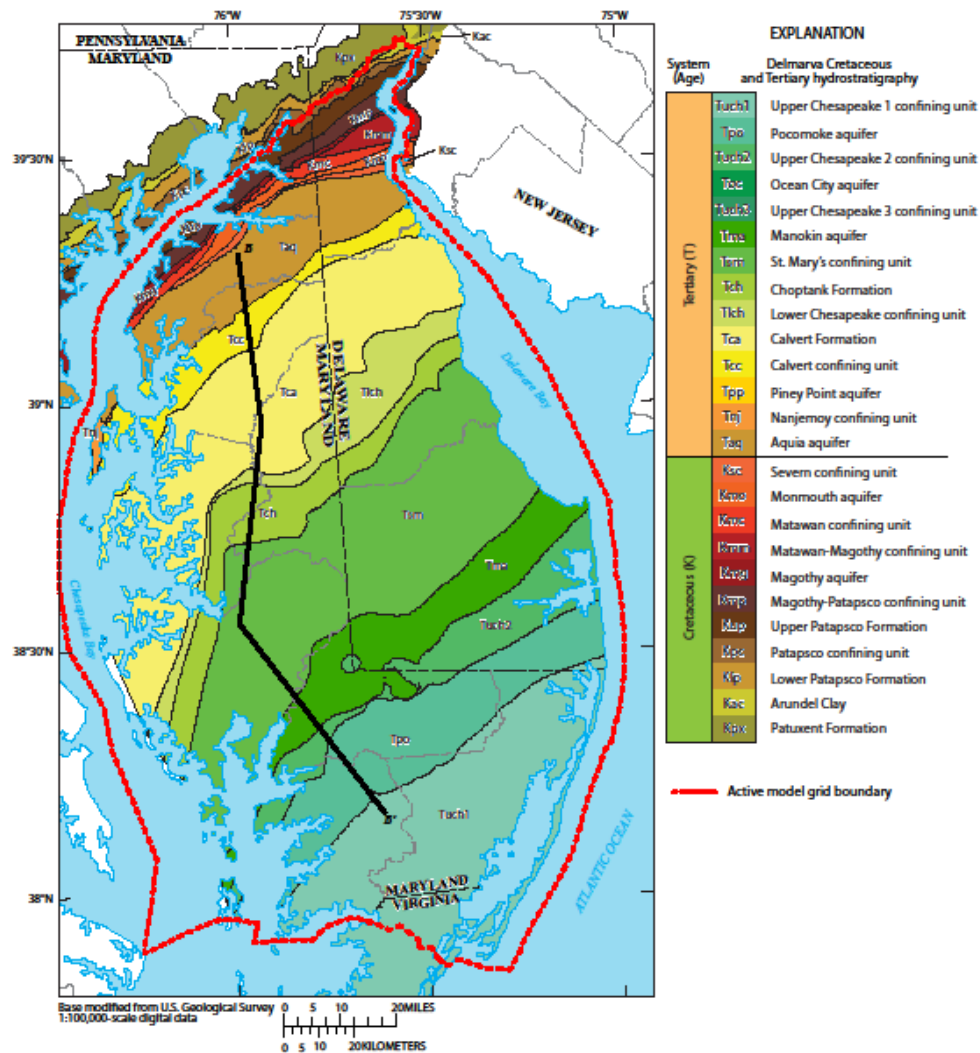 76°W
75°30'W
75°W
PENNSYLVANIA
MARYLAND
Kac
Kpx
39°30'N
Ksc
NEW JERSEY
B
Taq
Tcc
DELAWARE
MARYLAND
Delaware Bay
Tca
Tlch
39°N
Tnj
Tch
Tsm
Tma
Chesapeake Bay
Tuch2
38°30'N
Tpo
B'
Tuch1
ATLANTIC OCEAN
MARYLAND
VIRGINIA
38°N
Base modified from U.S. Geological Survey
1:100,000-scale digital data
0 5 10 20MILES
0 5 10 20KILOMETERS
EXPLANATION
System
(Age)
Delmarva Cretaceous
and Tertiary hydrostratigraphy
Tertiary (T)
Tuch1 Upper Chesapeake 1 confining unit
Tpo Pocomoke aquifer
Tuch2 Upper Chesapeake 2 confining unit
Ocean City aquifer
Tuch3 Upper Chesapeake 3 confining unit
Tma Manokin aquifer
Tsm St. Mary's confining unit
Tch Choptank Formation
Tlch Lower Chesapeake confining unit
Tca Calvert Formation
Tcc Calvert confining unit
Tpp Piney Point aquifer
Tnj Nanjemoy confining unit
Taq Aquia aquifer
Cretaceous (K)
Ksc Severn confining unit
Kmo Monmouth aquifer
Kmc Matawan confining unit
Matawan-Magothy confining unit
Magothy aquifer
Magothy-Patapsco confining unit
Kup Upper Patapsco Formation
Kpc Patapsco confining unit
Klp Lower Patapsco Formation
Kac Arundel Clay
Kpx Patuxent Formation
Active model grid boundary